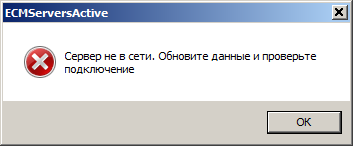 ECMServersActive
Сервер не в сети. Обновите данные и проверьте
подключение
OK